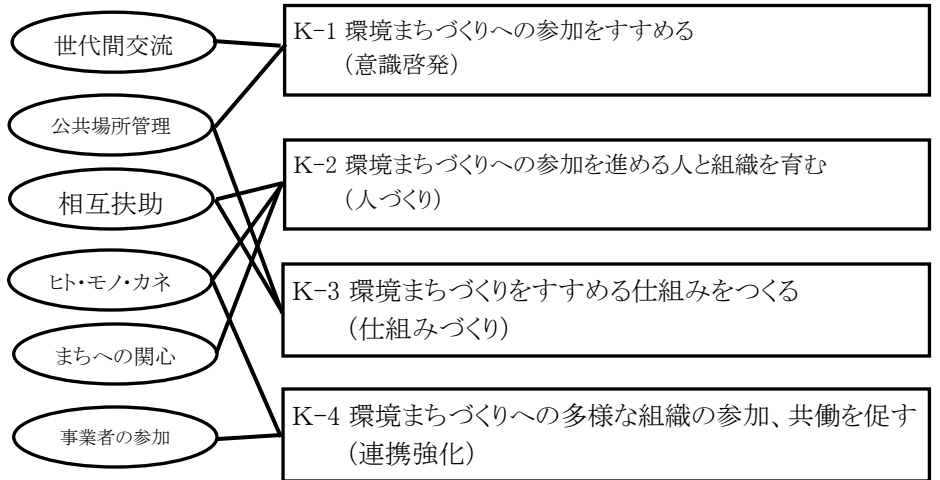 世代間交流
公共場所管理
相互扶助
ヒト・モノ・カネ
まちへの関心
事業者の参加
K-1 環境まちづくりへの参加をすすめる
(意識啓発)
K-2 環境まちづくりへの参加を進める人と組織を育む
(人づくり)
K-3 環境まちづくりをすすめる仕組みをつくる
(仕組みづくり)
K-4 環境まちづくりへの多様な組織の参加、共働を促す
(連携強化)